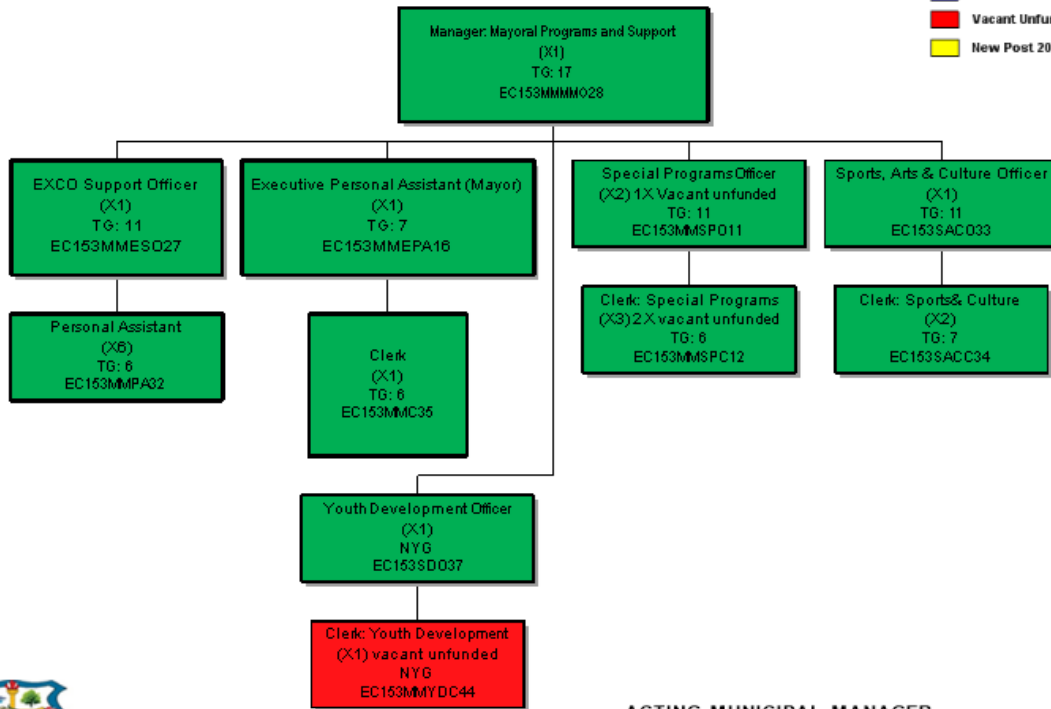 Vacant Unfu
New Post 20
Manager: Mayoral Programs and Support
(X1)
TG: 17
EC153MMMMO28
EXCO Support Officer
(X1)
TG: 11
EC153MMESO27
Executive Personal Assistant (Mayor)
(X1)
TG: 7
EC153MMEPA16
Special Programs Officer
(X2) 1X Vacant unfunded
TG: 11
EC153MMSPO11
Sports, Arts & Culture Officer
(X1)
TG: 11
EC153SACO33
Personal Assistant
(X6)
TG: 6
EC153MMPA32
Clerk
(X1)
TG: 6
EC153MMC35
Clerk: Special Programs
(X3) 2X vacant unfunded
TG: 6
EC153MMSPC12
Clerk: Sports& Culture
(X2)
TG: 7
EC153SACC34
Youth Development Officer
(X1)
NYG
EC153SDO37
Clerk: Youth Development
(X1) vacant unfunded
NYG
EC153MMYDC44
ACTING MUNICIPAL MANAGER